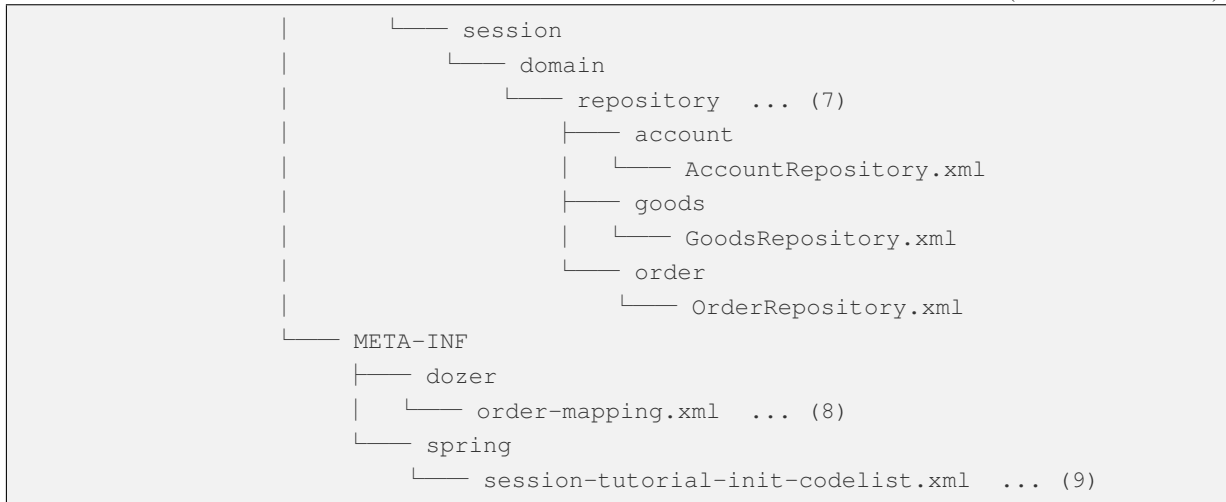 │       └─── session
│           └─── domain
│               └─── repository  ... (7)
│                   ├─── account
│                   │   └─── AccountRepository.xml
│                   ├─── goods
│                   │   └─── GoodsRepository.xml
│                   └─── order
│                       └─── OrderRepository.xml
└─── META-INF
    ├─── dozer
    │   └─── order-mapping.xml  ... (8)
    └─── spring
        └─── session-tutorial-init-codelist.xml  ... (9)